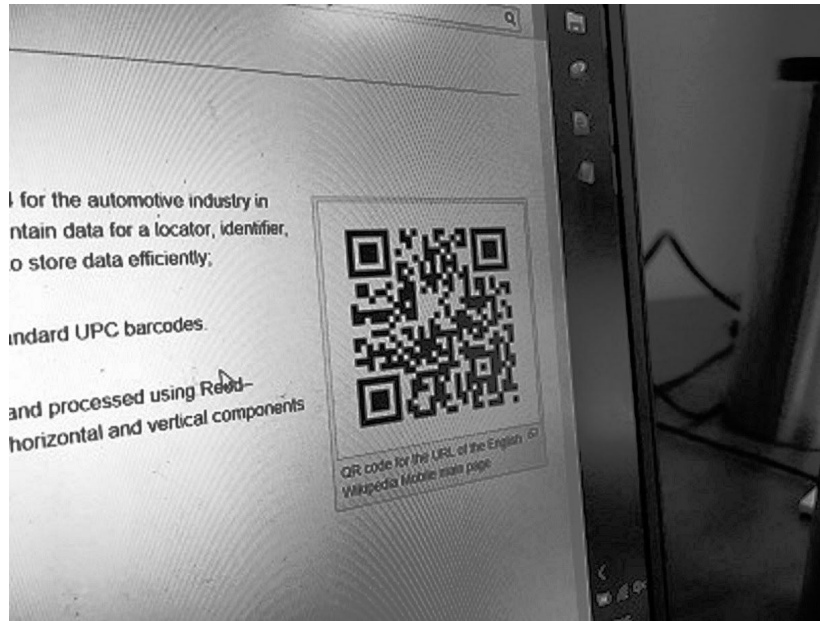 for the automotive industry in
ntain data for a locator, identifier,
o store data efficiently;
ndard UPC barcodes.
and processed using Reed–
horizontal and vertical components
QR code for the URL of the English
Wikipedia Mobile main page